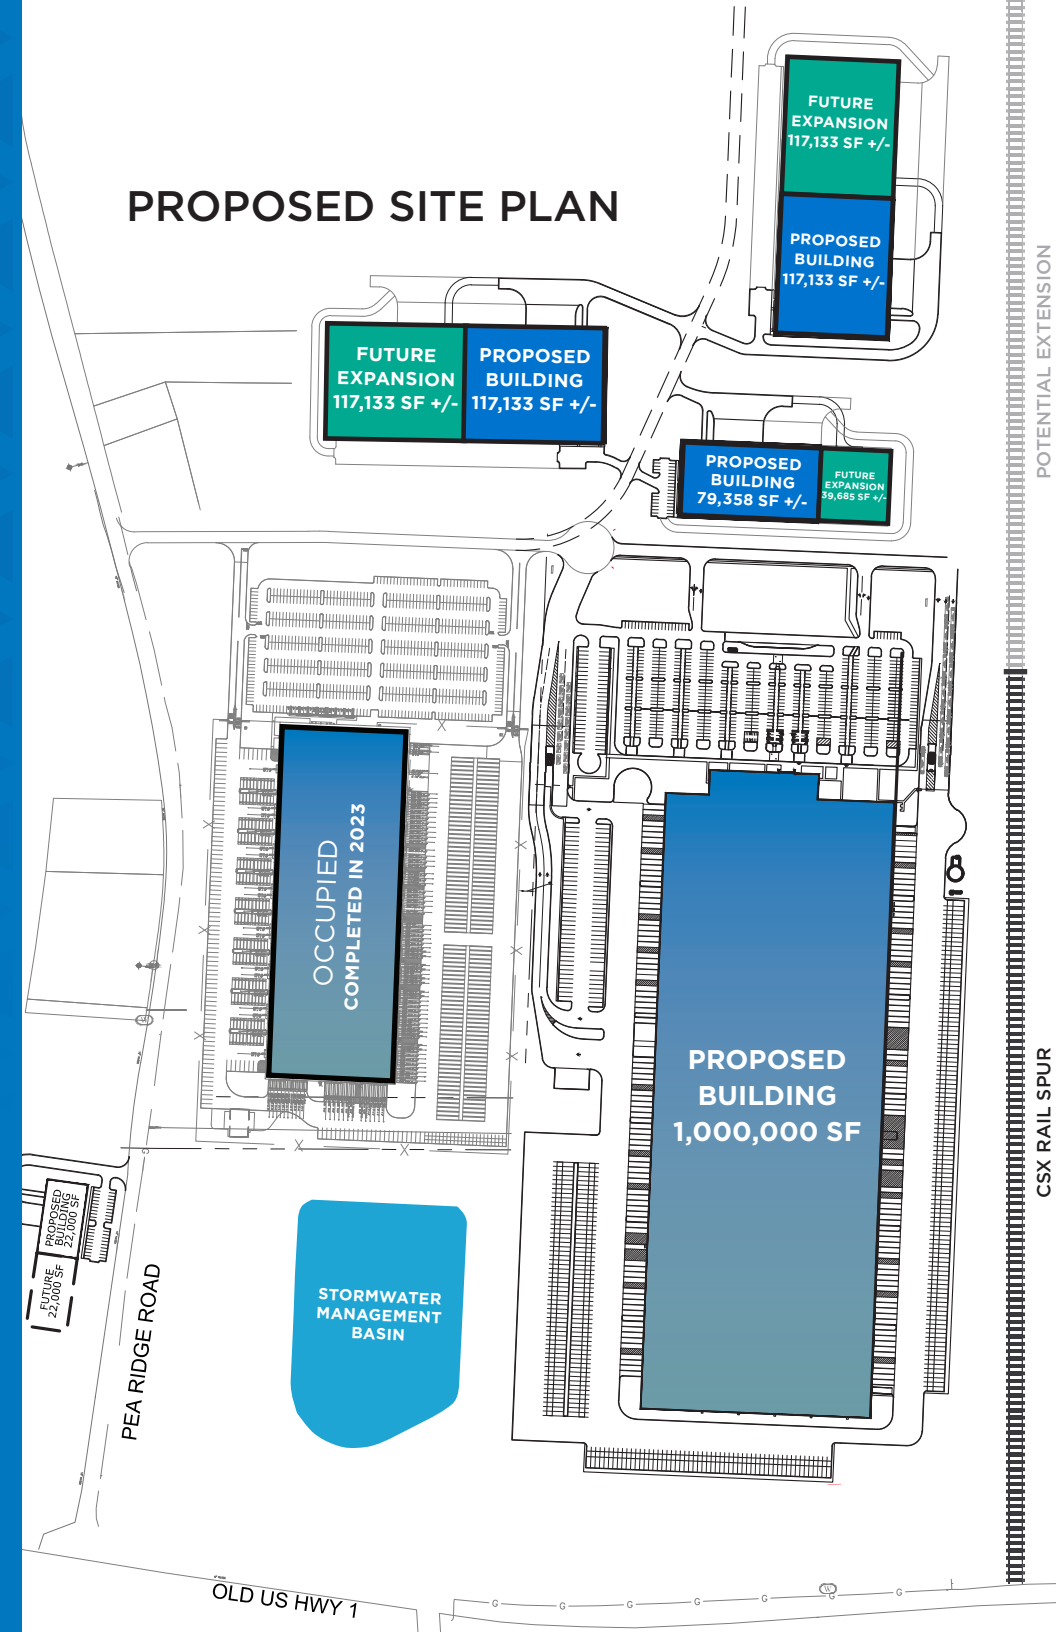 FUTURE
EXPANSION
117,133 SF +/-
PROPOSED SITE PLAN
PROPOSED
BUILDING
117,133 SF +/-
POTENTIAL EXTENSION
FUTURE
EXPANSION
117,133 SF +/-
PROPOSED
BUILDING
117,133 SF +/-
PROPOSED
BUILDING
79,358 SF +/-
FUTURE
EXPANSION
39,685 SF +/-
OCCUPIED
COMPLETED IN 2023
PROPOSED
BUILDING
1,000,000 SF
CSX RAIL SPUR
PROPOSED
BUILDING
22,000 SF
FUTURE
22,000 SF
PEA RIDGE ROAD
STORMWATER
MANAGEMENT
BASIN
OLD US HWY 1
G G G G G G
W
W